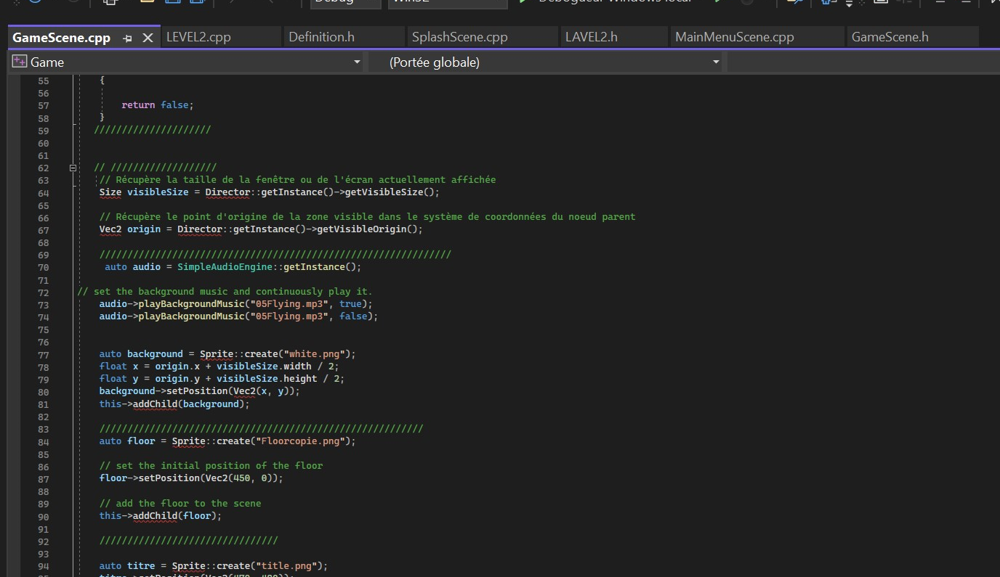 Debug Win32 Débogueur Windows local
GameScene.cpp LEVEL2.cpp Definition.h SplashScene.cpp LAVEL2.h MainMenuScene.cpp GameScene.h
Game (Portée globale)
55 {
56
57 return false;
58 }
59 /////////////////////
60
61
62 // ///////////////////
63 // Récupère la taille de la fenêtre ou de l'écran actuellement affichée
64 Size visibleSize = Director::getInstance()->getVisibleSize();
65
66 // Récupère le point d'origine de la zone visible dans le système de coordonnées du noeud parent
67 Vec2 origin = Director::getInstance()->getVisibleOrigin();
68
69 ///////////////////////////////////////////////////////////////
70 auto audio = SimpleAudioEngine::getInstance();
71
72 // set the background music and continuously play it.
73 audio->playBackgroundMusic("05Flying.mp3", true);
74 audio->playBackgroundMusic("05Flying.mp3", false);
75
76
77 auto background = Sprite::create("white.png");
78 float x = origin.x + visibleSize.width / 2;
79 float y = origin.y + visibleSize.height / 2;
80 background->setPosition(Vec2(x, y));
81 this->addChild(background);
82
83 //////////////////////////////////////////////////////////
84 auto floor = Sprite::create("Floorcopie.png");
85
86 // set the initial position of the floor
87 floor->setPosition(Vec2(450, 0));
88
89 // add the floor to the scene
90 this->addChild(floor);
91
92 ////////////////////////////////
93
94 auto titre = Sprite::create("title.png");